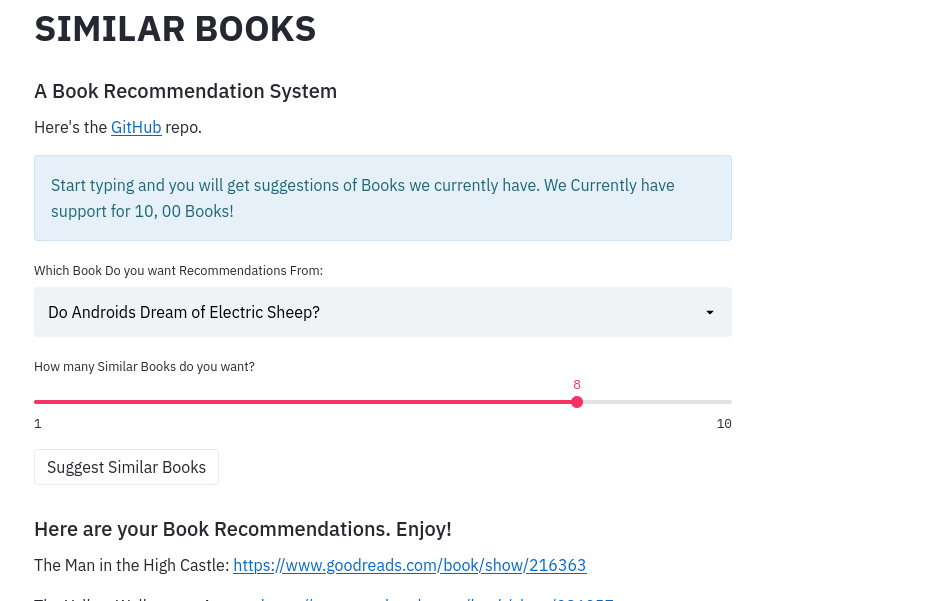 SIMILAR BOOKS
A Book Recommendation System
Here's the GitHub repo.
Start typing and you will get suggestions of Books we currently have. We Currently have
support for 10, 00 Books!
Which Book Do you want Recommendations From:
Do Androids Dream of Electric Sheep?
How many Similar Books do you want?
8
1 10
Suggest Similar Books
Here are your Book Recommendations. Enjoy!
The Man in the High Castle: https://www.goodreads.com/book/show/216363